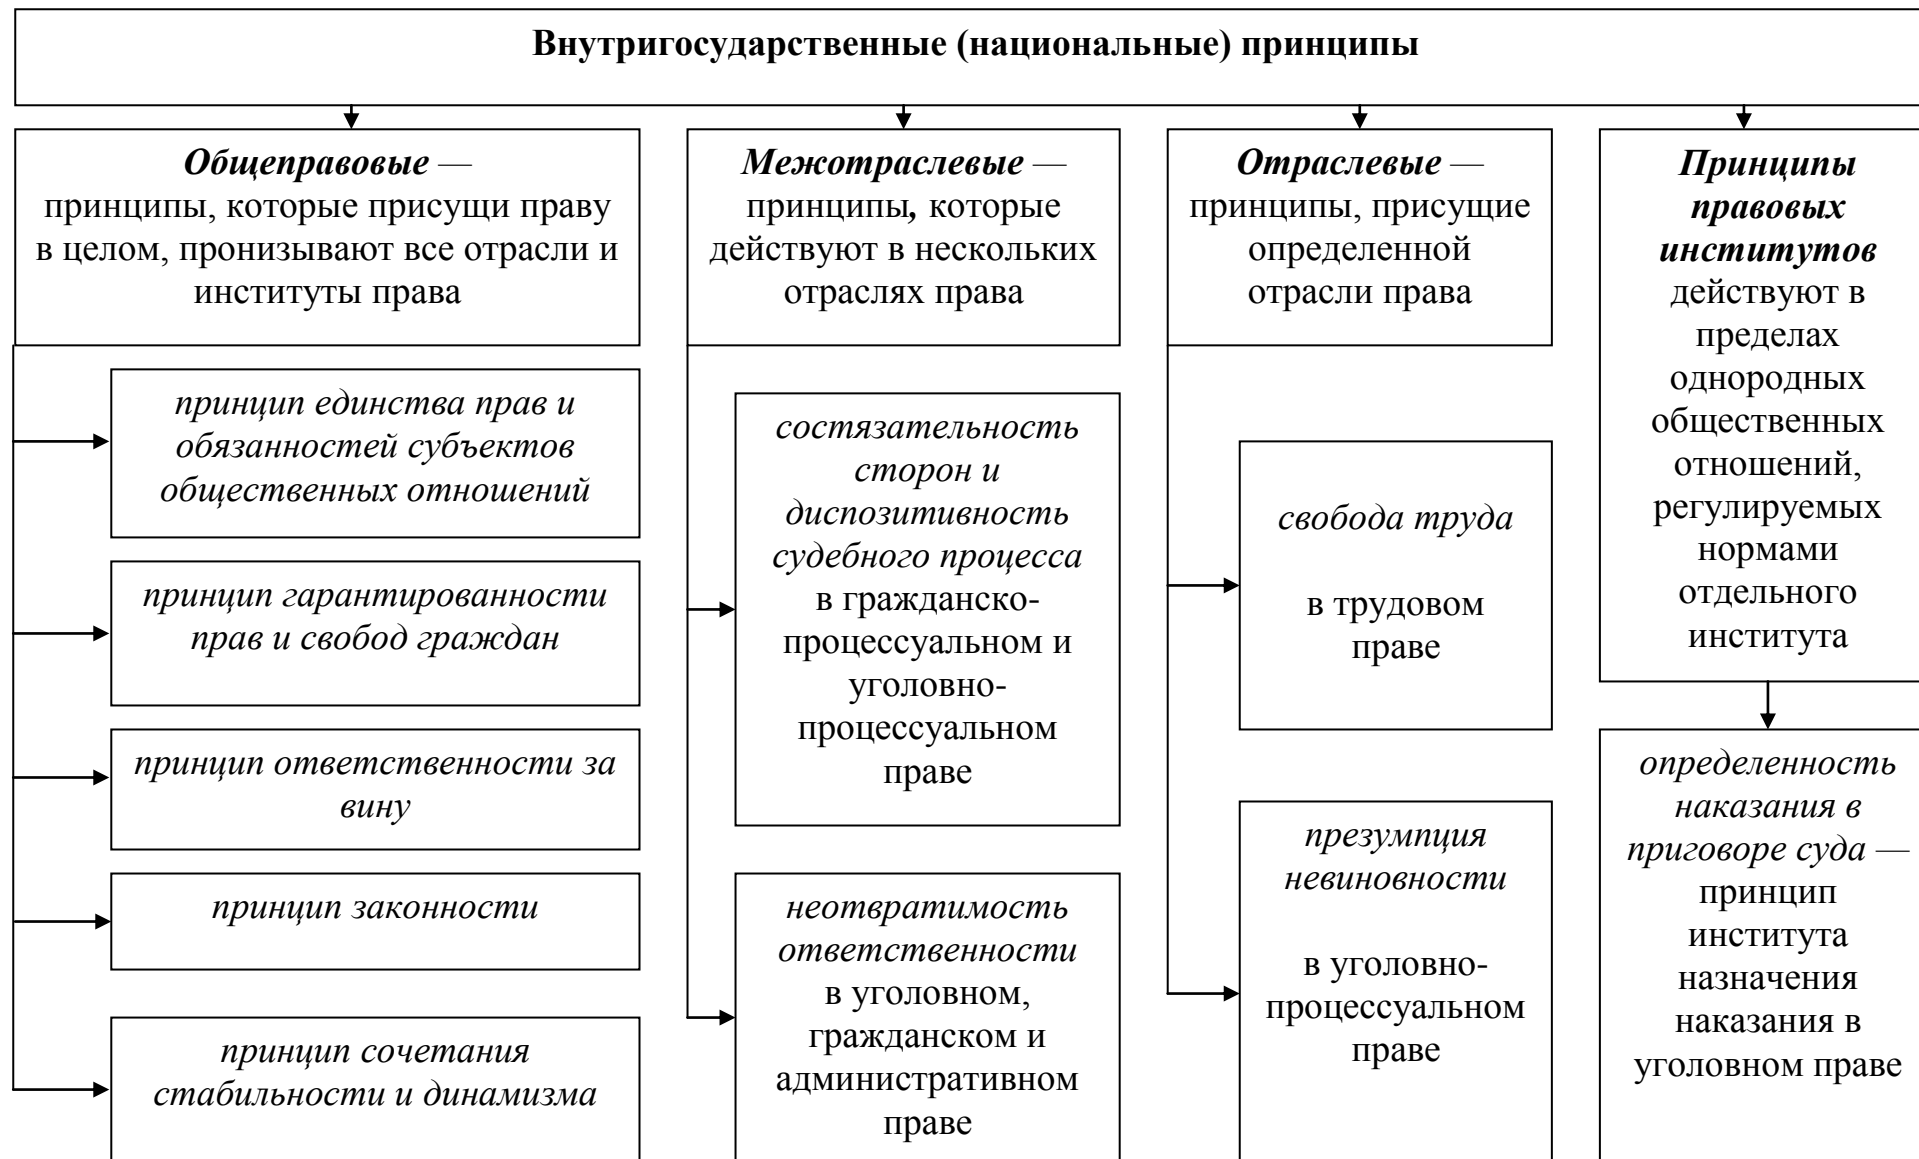 Внутригосударственные (национальные) принципы
Общеправовые —
принципы, которые присущи праву
в целом, пронизывают все отрасли и
институты права
принцип единства прав и
обязанностей субъектов
общественных отношений
принцип гарантированности
прав и свобод граждан
принцип ответственности за
вину
принцип законности
принцип сочетания
стабильности и динамизма
Межотраслевые —
принципы, которые
действуют в нескольких
отраслях права
состязательность
сторон и
диспозитивность
судебного процесса
в гражданско-
процессуальном и
уголовно-
процессуальном
праве
неотвратимость
ответственности
в уголовном,
гражданском и
административном
праве
Отраслевые —
принципы, присущие
определенной
отрасли права
свобода труда
в трудовом
праве
презумпция
невиновности
в уголовно-
процессуальном
праве
Принципы
правовых
институтов
действуют в
пределах
однородных
общественных
отношений,
регулируемых
нормами
отдельного
института
определенность
наказания в
приговоре суда —
принцип
института
назначения
наказания в
уголовном праве